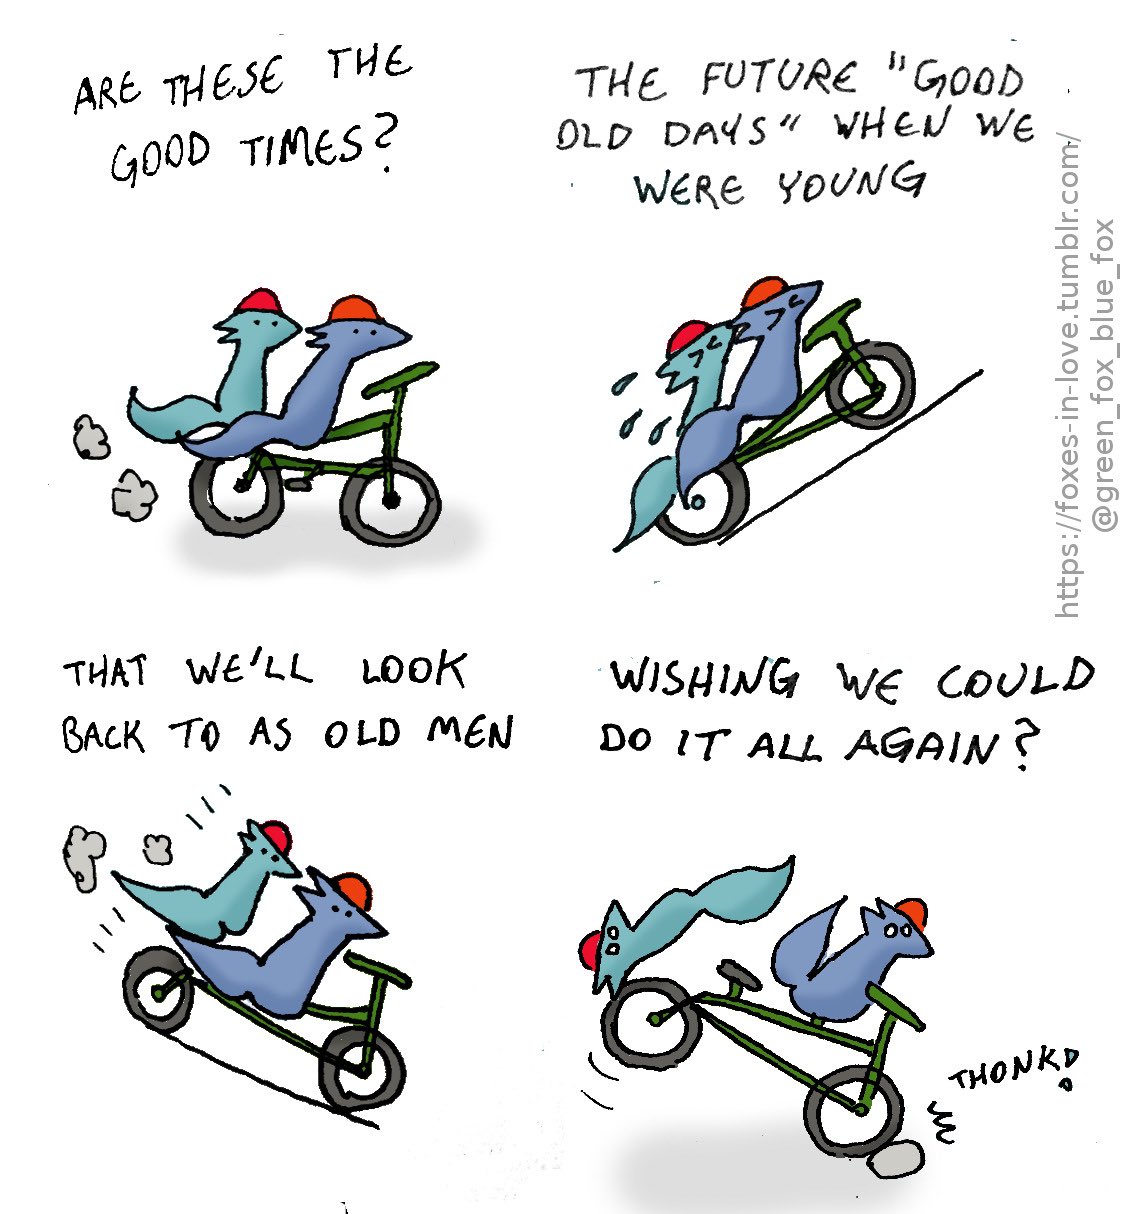 ARE THESE THE
GOOD TIMES?
THE FUTURE "GOOD
OLD DAYS" WHEN WE
WERE YOUNG
THAT WE'LL LOOK
BACK TO AS OLD MEN
WISHING WE COULD
DO IT ALL AGAIN?
THONK!
https://foxes-in-love.tumblr.com/
@green_fox_blue_fox